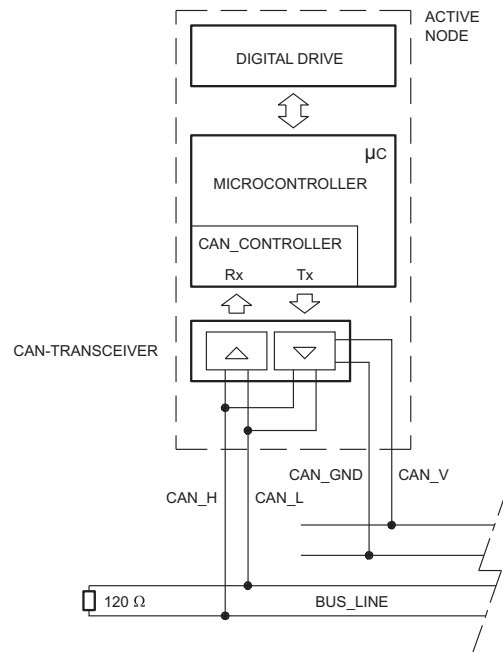 ACTIVE
NODE
DIGITAL DRIVE
µC
MICROCONTROLLER
CAN_CONTROLLER
Rx Tx
CAN-TRANSCEIVER
CAN_GND CAN_V
CAN_H CAN_L
120 Ω BUS_LINE